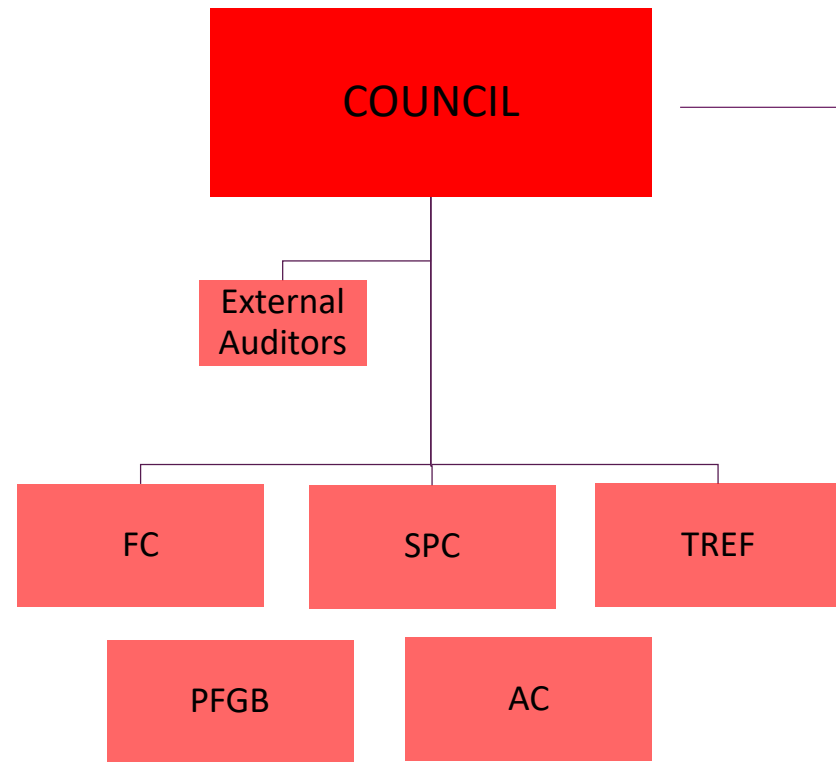 COUNCIL
External
Auditors
FC
SPC
TREF
PFGB
AC